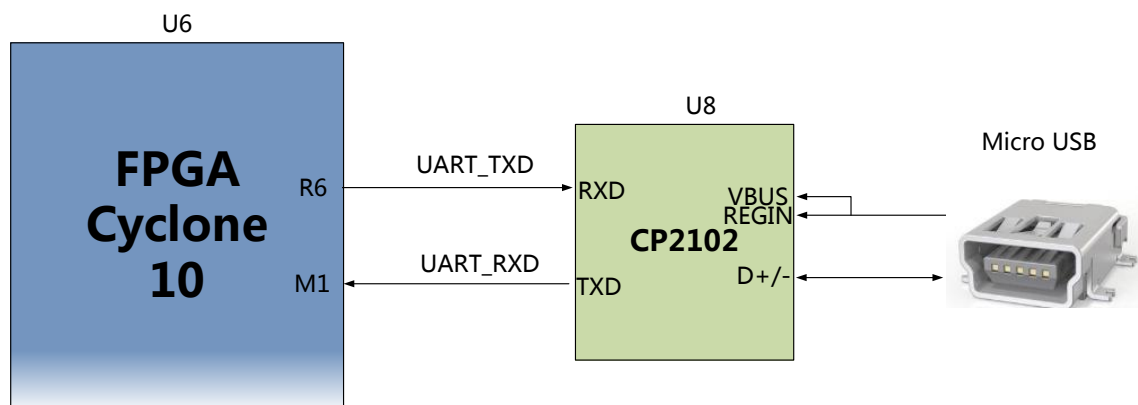 U6
FPGA
Cyclone
10
R6
M1
UART_TXD
UART_RXD
U8
RXD
TXD
CP2102
VBUS
REGIN
D+/-
Micro USB